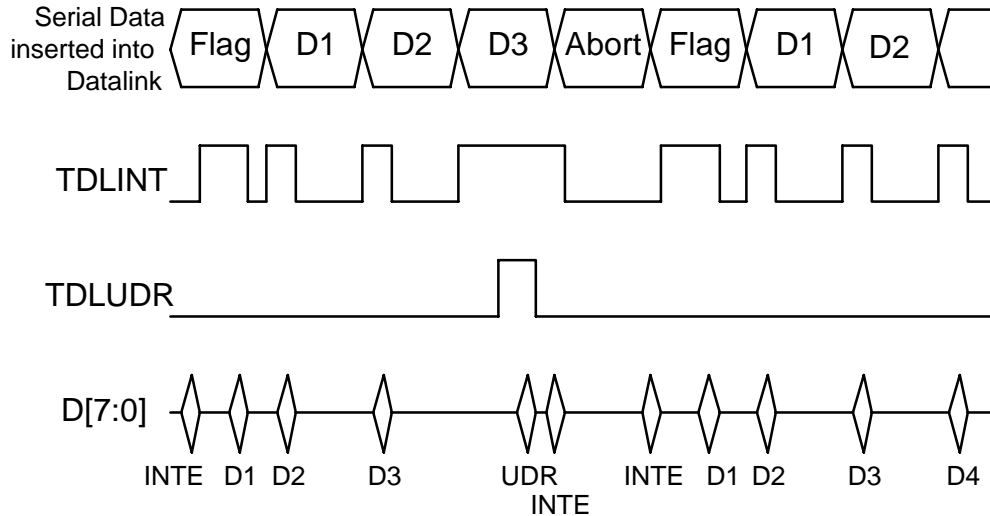 Serial Data
inserted into
Datalink
Flag D1 D2 D3 Abort Flag D1 D2
TDLINT
TDLUDR
D[7:0]
INTE D1 D2 D3 UDR INTE D1 D2 D3 D4
INTE